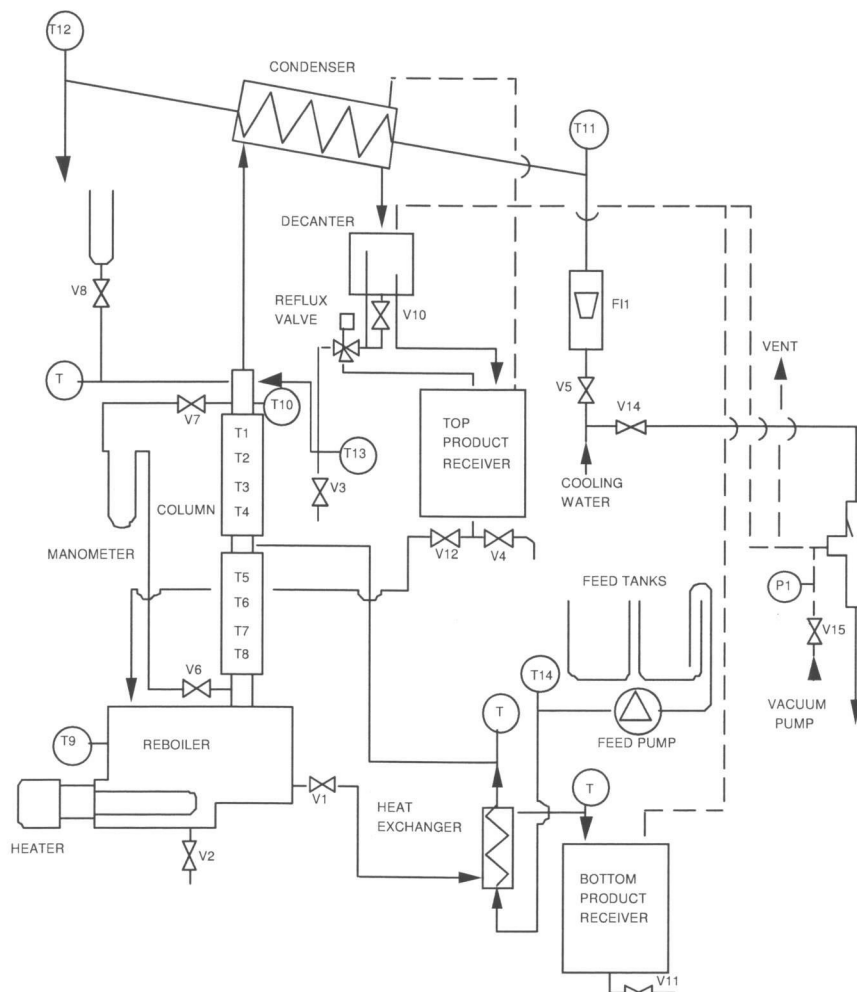 T12
CONDENSER
T11
DECANTER
V8
REFLUX
VALVE
V10
FI1
VENT
V5
V14
T
V7
T10
T1
T2
T3
T4
COLUMN
T13
V3
TOP
PRODUCT
RECEIVER
COOLING
WATER
MANOMETER
V12
V4
T5
T6
T7
T8
FEED TANKS
P1
V15
V6
T14
VACUUM
PUMP
T
FEED PUMP
T9
REBOILER
V1
HEAT
EXCHANGER
T
HEATER
V2
BOTTOM
PRODUCT
RECEIVER
V11